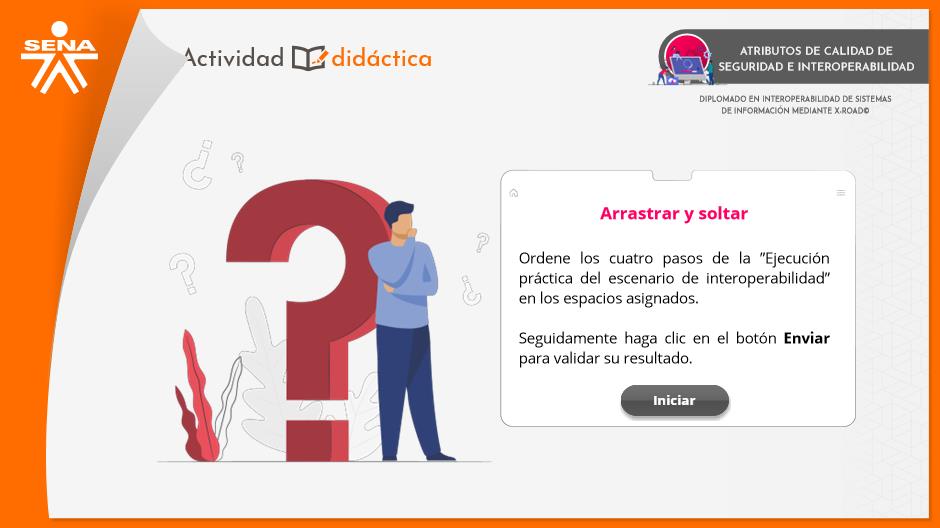 SENA
Actividad didáctica
ATRIBUTOS DE CALIDAD DE
SEGURIDAD E INTEROPERABILIDAD
DIPLOMADO EN INTEROPERABILIDAD DE SISTEMAS
DE INFORMACIÓN MEDIANTE X-ROAD©
Arrastrar y soltar
Ordene los cuatro pasos de la ”Ejecución
práctica del escenario de interoperabilidad”
en los espacios asignados.
Seguidamente haga clic en el botón Enviar
para validar su resultado.
Iniciar